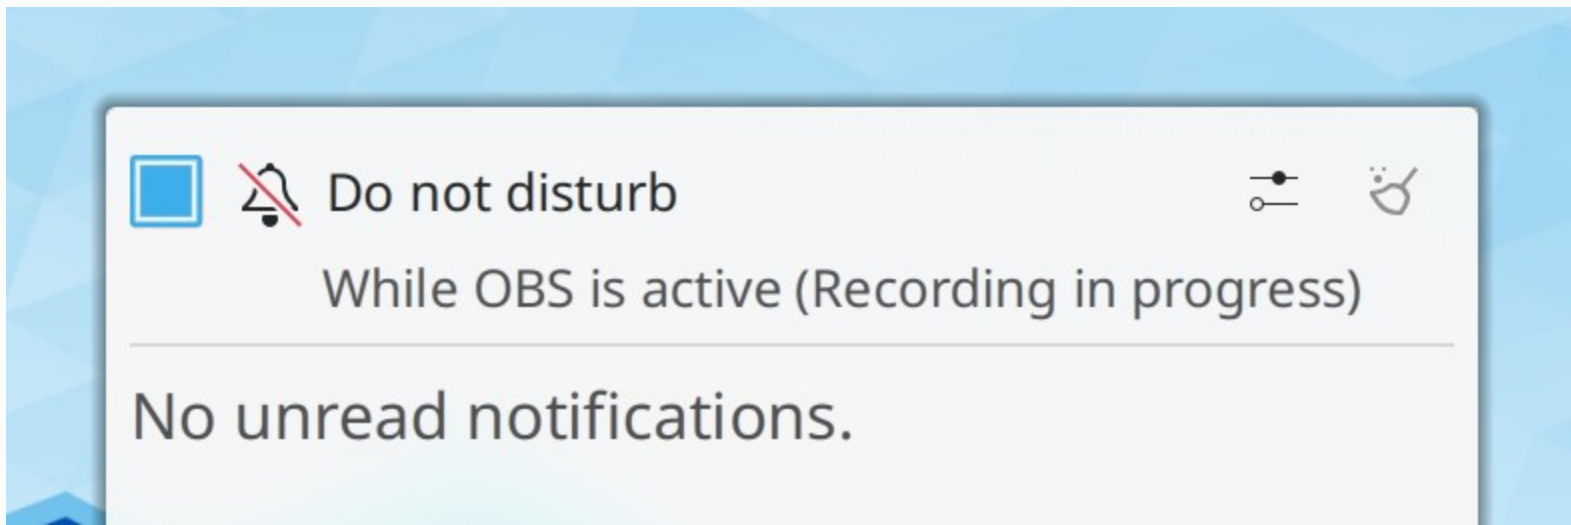 Do not disturb
While OBS is active (Recording in progress)
No unread notifications.